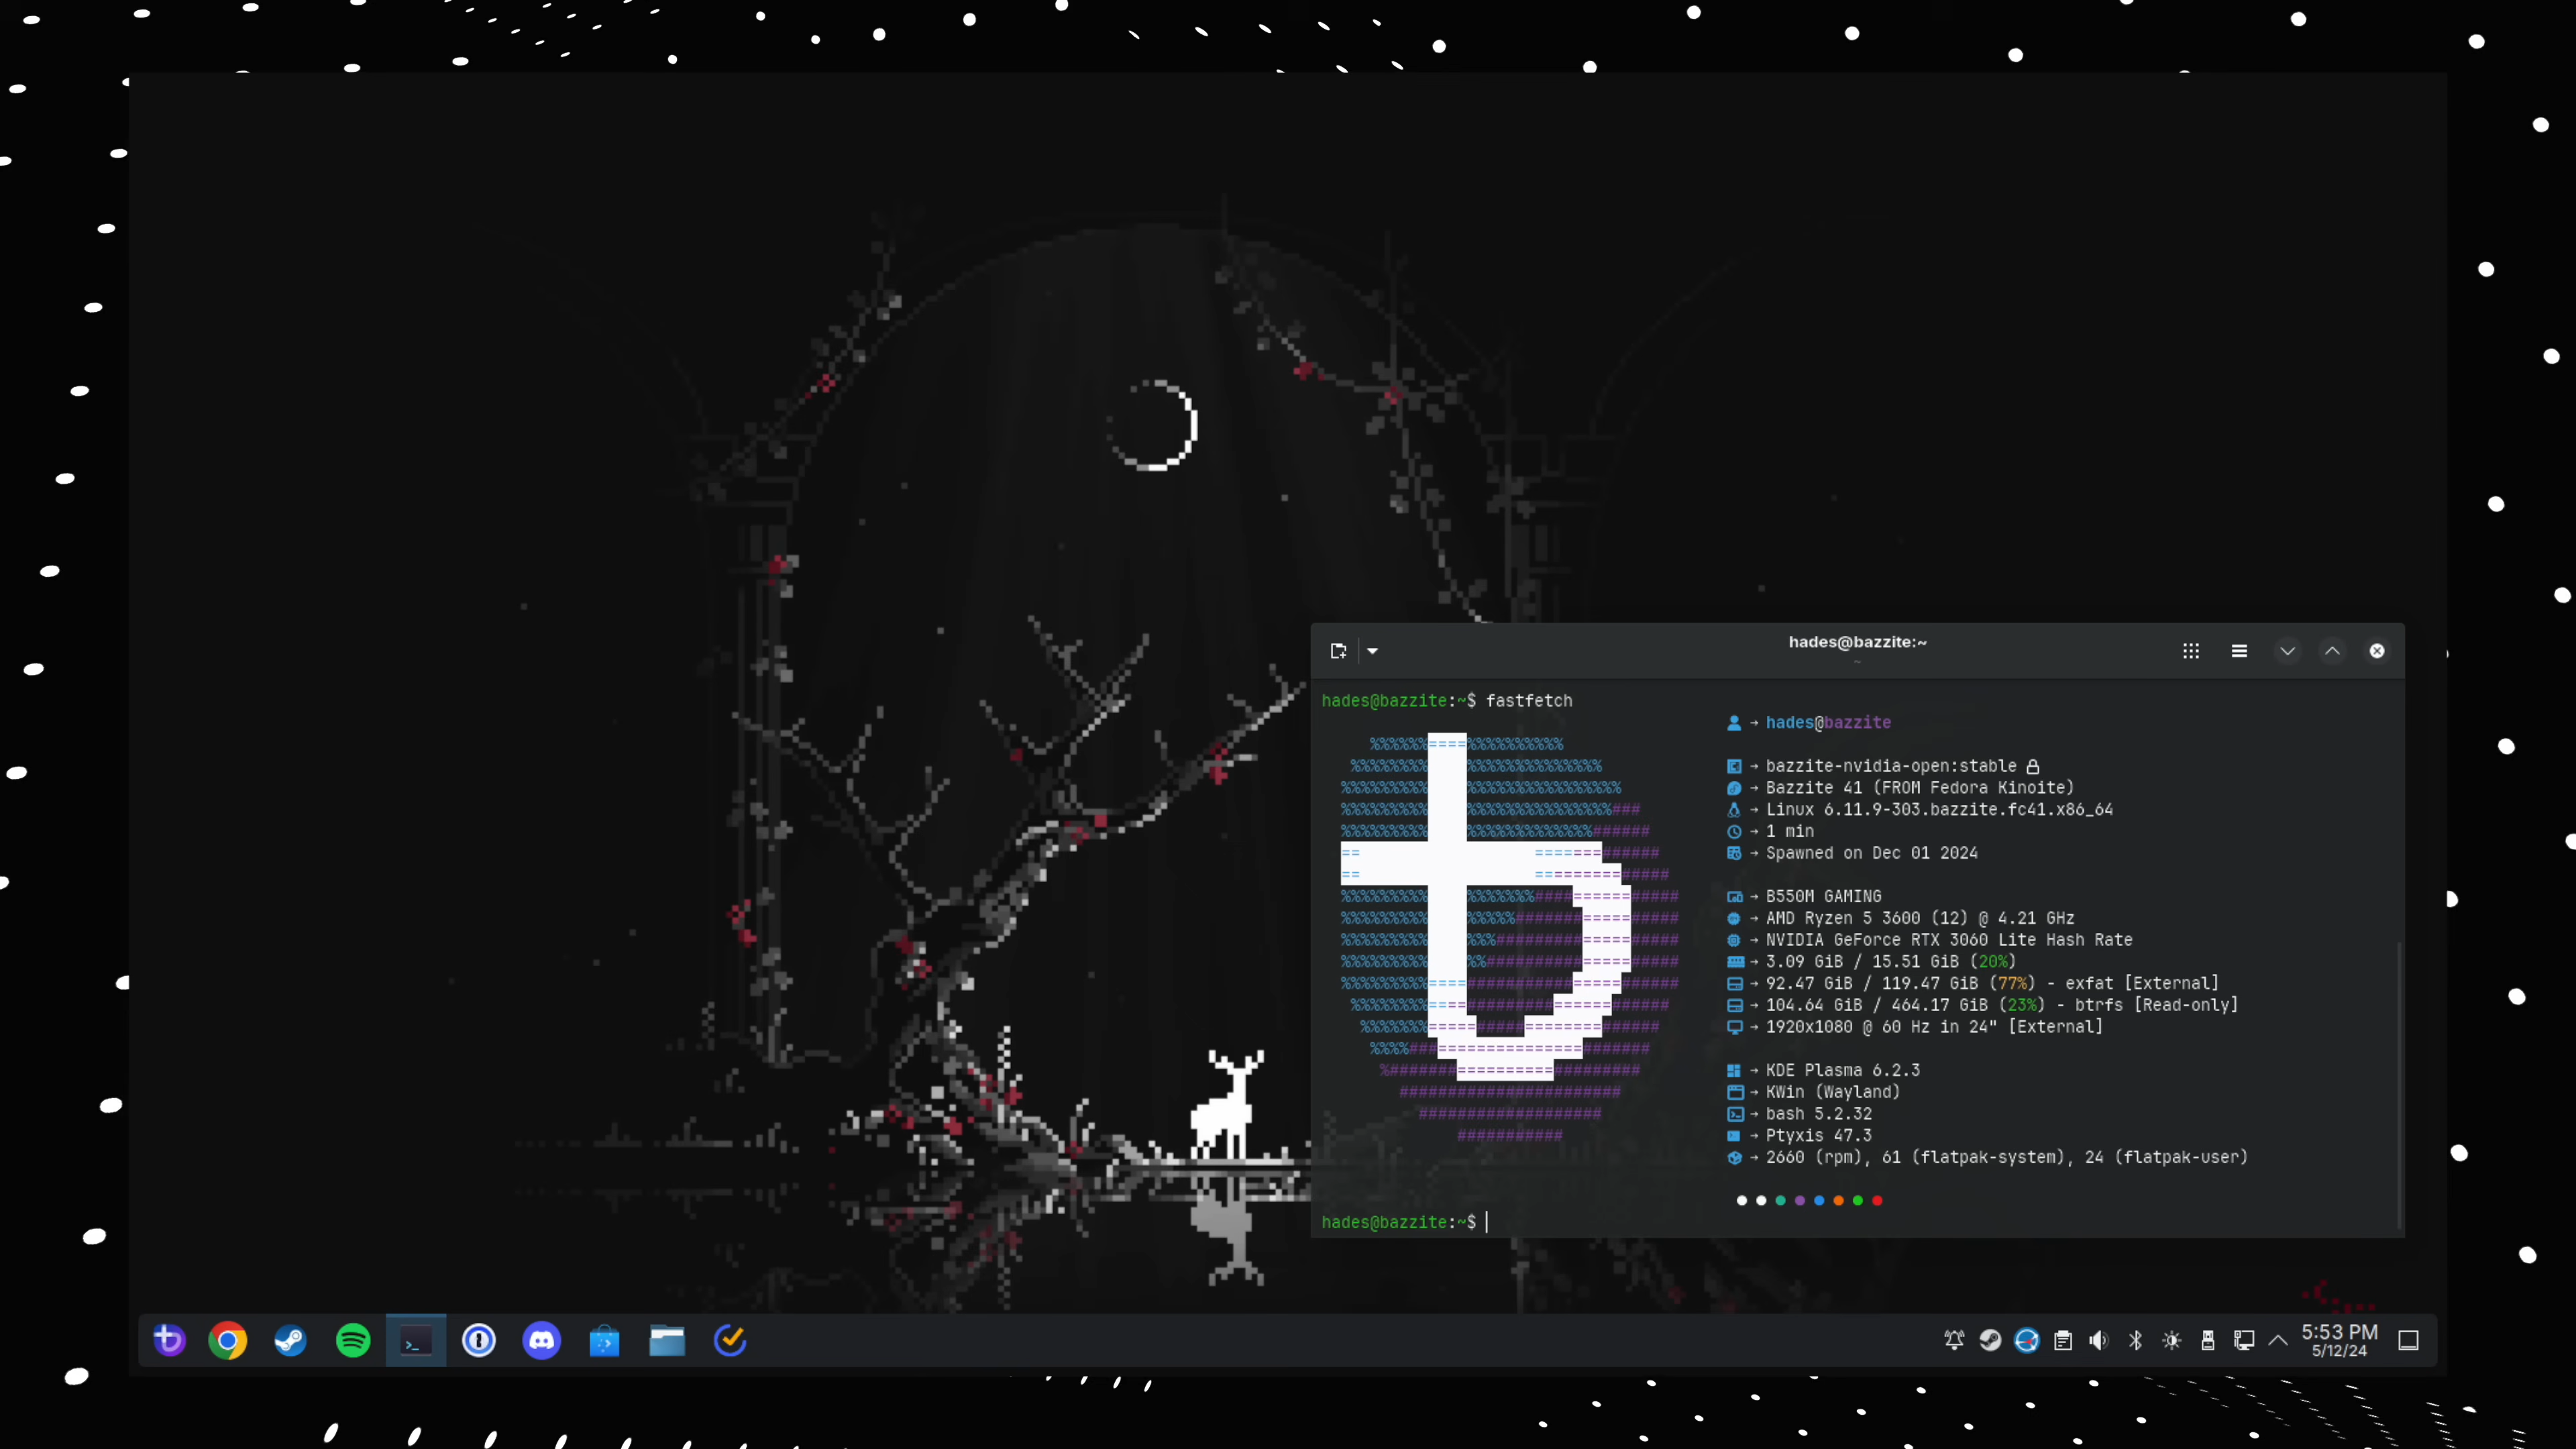 hades@bazzite:~
~
hades@bazzite:~$ fastfetch
hades@bazzite
bazzite-nvidia-open:stable
Bazzite 41 (FROM Fedora Kinoite)
Linux 6.11.9-303.bazzite.fc41.x86_64
1 min
Spawned on Dec 01 2024
B550M GAMING
AMD Ryzen 5 3600 (12) @ 4.21 GHz
NVIDIA GeForce RTX 3060 Lite Hash Rate
3.09 GiB / 15.51 GiB (20%)
92.47 GiB / 119.47 GiB (77%) - exfat [External]
104.64 GiB / 464.17 GiB (23%) - btrfs [Read-only]
1920x1080 @ 60 Hz in 24" [External]
KDE Plasma 6.2.3
KWin (Wayland)
bash 5.2.32
Ptyxis 47.3
2660 (rpm), 61 (flatpak-system), 24 (flatpak-user)
hades@bazzite:~$
5:53 PM
5/12/24